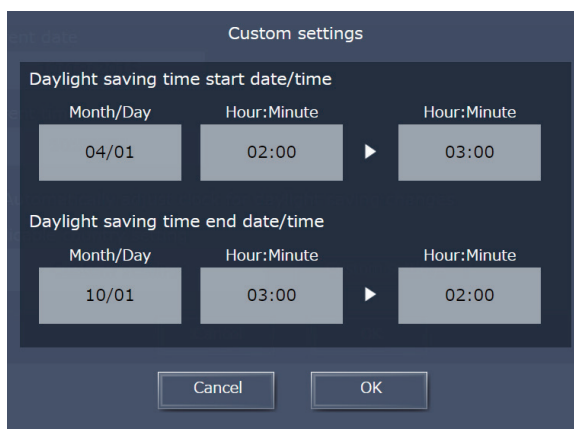 Custom settings
Daylight saving time start date/time
Month/Day Hour:Minute Hour:Minute
04/01 02:00 03:00
Daylight saving time end date/time
Month/Day Hour:Minute Hour:Minute
10/01 03:00 02:00
Cancel OK